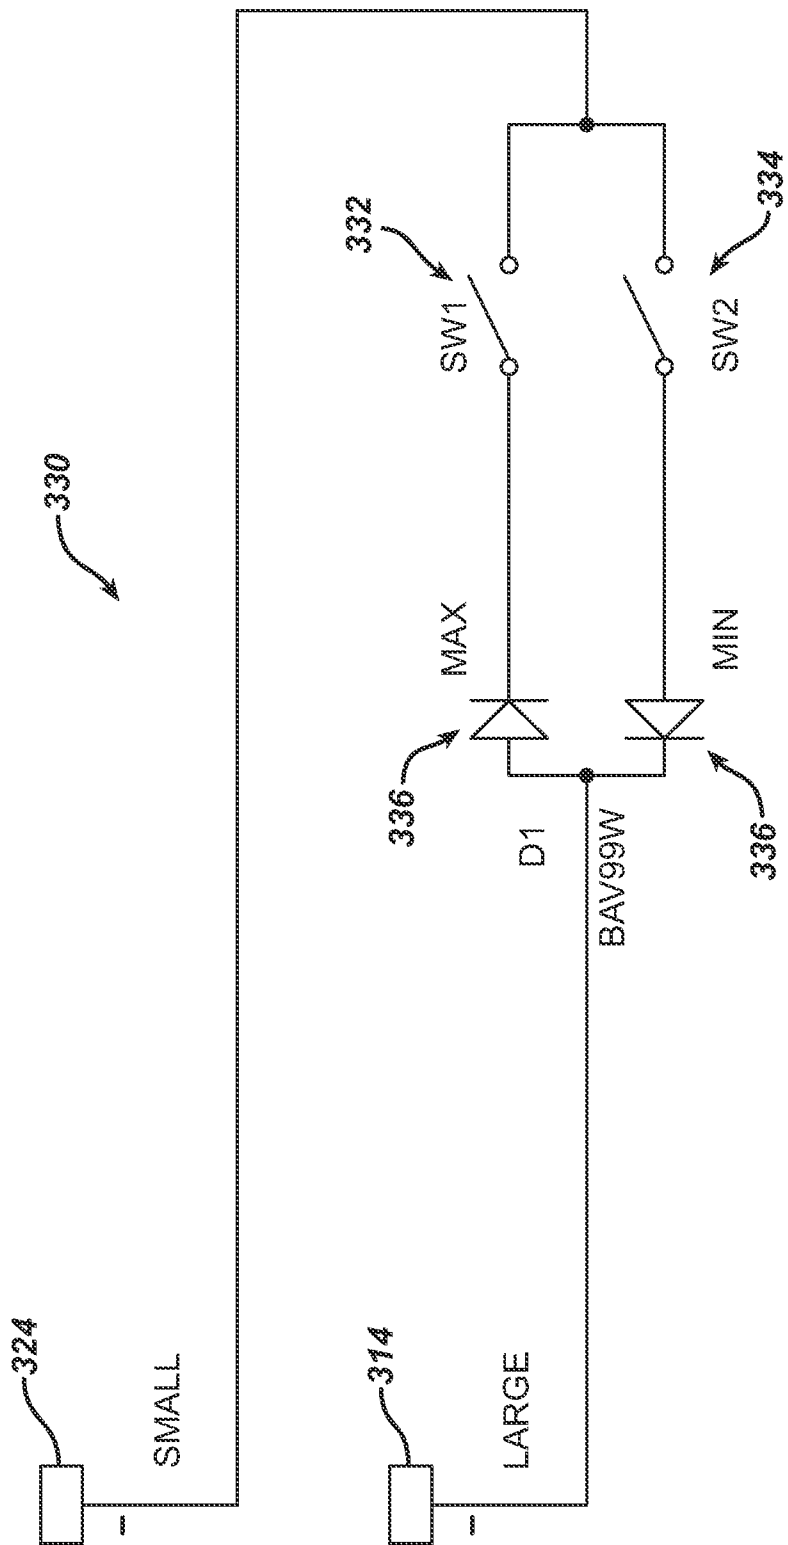 324
SMALL
–
314
LARGE
–
330
332
SW1
334
SW2
MAX
MIN
336
336
D1
BAV99W